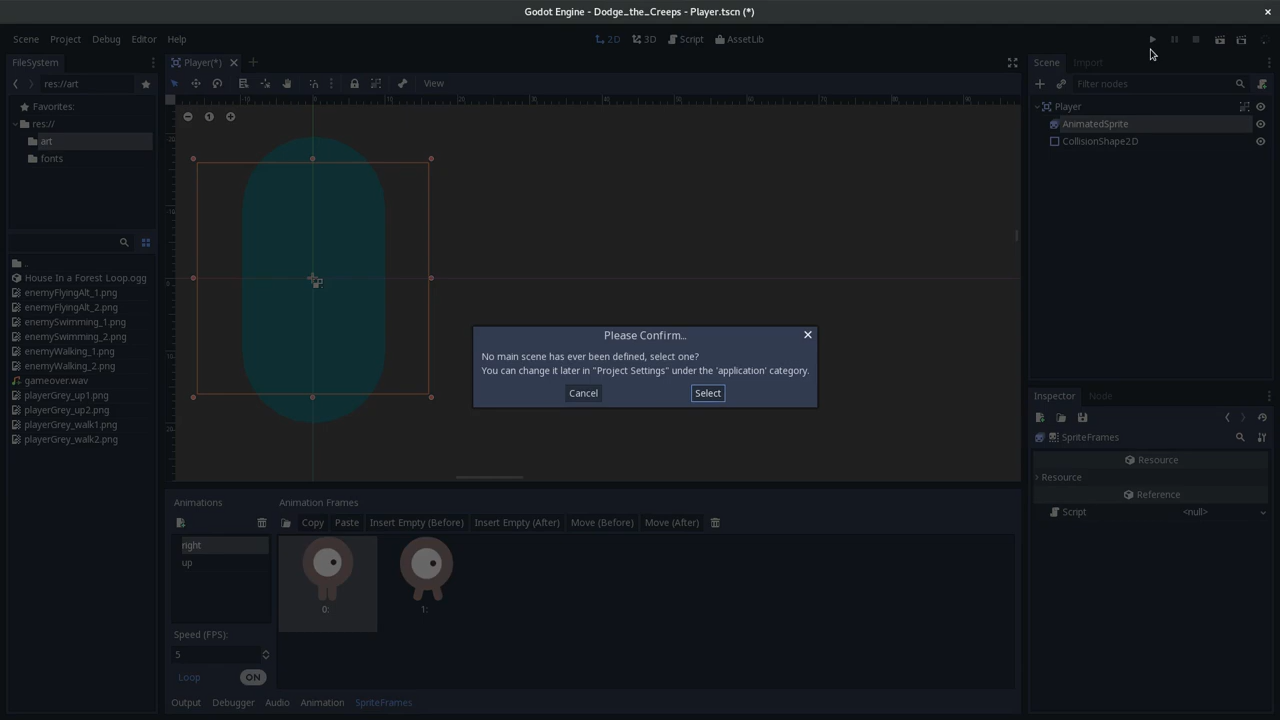 Godot Engine - Dodge_the_Creeps - Player.tscn (*)
Scene Project Debug Editor Help
2D 3D Script AssetLib
FileSystem
Player(*)
Scene Import
res://art
View
Filter nodes
Favorites:
res://
art
fonts
Player
AnimatedSprite
CollisionShape2D
..
House In a Forest Loop.ogg
enemyFlyingAlt_1.png
enemyFlyingAlt_2.png
enemySwimming_1.png
enemySwimming_2.png
enemyWalking_1.png
enemyWalking_2.png
gameover.wav
playerGrey_up1.png
playerGrey_up2.png
playerGrey_walk1.png
playerGrey_walk2.png
Please Confirm...
No main scene has ever been defined, select one?
You can change it later in "Project Settings" under the 'application' category.
Cancel Select
Inspector Node
SpriteFrames
Resource
Resource
Reference
Script <null>
Animations
right
up
Speed (FPS):
5
Loop ON
Animation Frames
Copy Paste Insert Empty (Before) Insert Empty (After) Move (Before) Move (After)
0: 1:
Output Debugger Audio Animation SpriteFrames